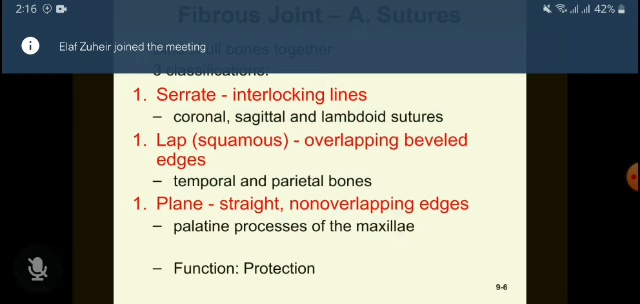 2:16
42%
Fibrous Joint – A. Sutures
Elaf Zuheir joined the meeting
bones together
3 classifications:
1. Serrate - interlocking lines
– coronal, sagittal and lambdoid sutures
1. Lap (squamous) - overlapping beveled
edges
– temporal and parietal bones
1. Plane - straight, nonoverlapping edges
– palatine processes of the maxillae
– Function: Protection
9-6